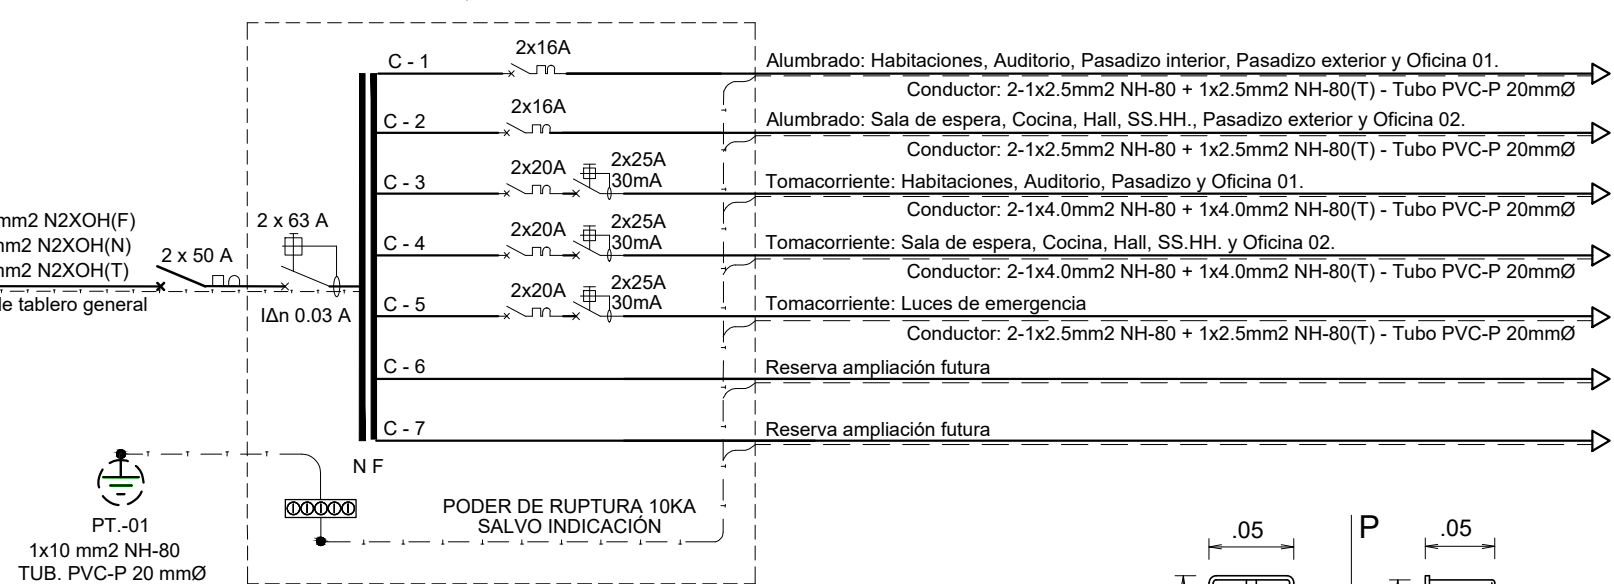 C - 1
2x16A
Alumbrado: Habitaciones, Auditorio, Pasadizo interior, Pasadizo exterior y Oficina 01.
Conductor: 2-1x2.5mm2 NH-80 + 1x2.5mm2 NH-80(T) - Tubo PVC-P 20mmØ
C - 2
2x16A
Alumbrado: Sala de espera, Cocina, Hall, SS.HH., Pasadizo exterior y Oficina 02.
Conductor: 2-1x2.5mm2 NH-80 + 1x2.5mm2 NH-80(T) - Tubo PVC-P 20mmØ
C - 3
2x20A
2x25A
30mA
Tomacorriente: Habitaciones, Auditorio, Pasadizo y Oficina 01.
Conductor: 2-1x4.0mm2 NH-80 + 1x4.0mm2 NH-80(T) - Tubo PVC-P 20mmØ
mm2 N2XOH(F)
mm2 N2XOH(N)
mm2 N2XOH(T)
le tablero general
2 x 50 A
2 x 63 A
IΔn 0.03 A
C - 4
2x20A
2x25A
30mA
Tomacorriente: Sala de espera, Cocina, Hall, SS.HH. y Oficina 02.
Conductor: 2-1x4.0mm2 NH-80 + 1x4.0mm2 NH-80(T) - Tubo PVC-P 20mmØ
C - 5
2x20A
2x25A
30mA
Tomacorriente: Luces de emergencia
Conductor: 2-1x2.5mm2 NH-80 + 1x2.5mm2 NH-80(T) - Tubo PVC-P 20mmØ
C - 6
Reserva ampliación futura
C - 7
Reserva ampliación futura
N F
PODER DE RUPTURA 10KA
SALVO INDICACIÓN
PT.-01
1x10 mm2 NH-80
TUB. PVC-P 20 mmØ
.05
P
.05